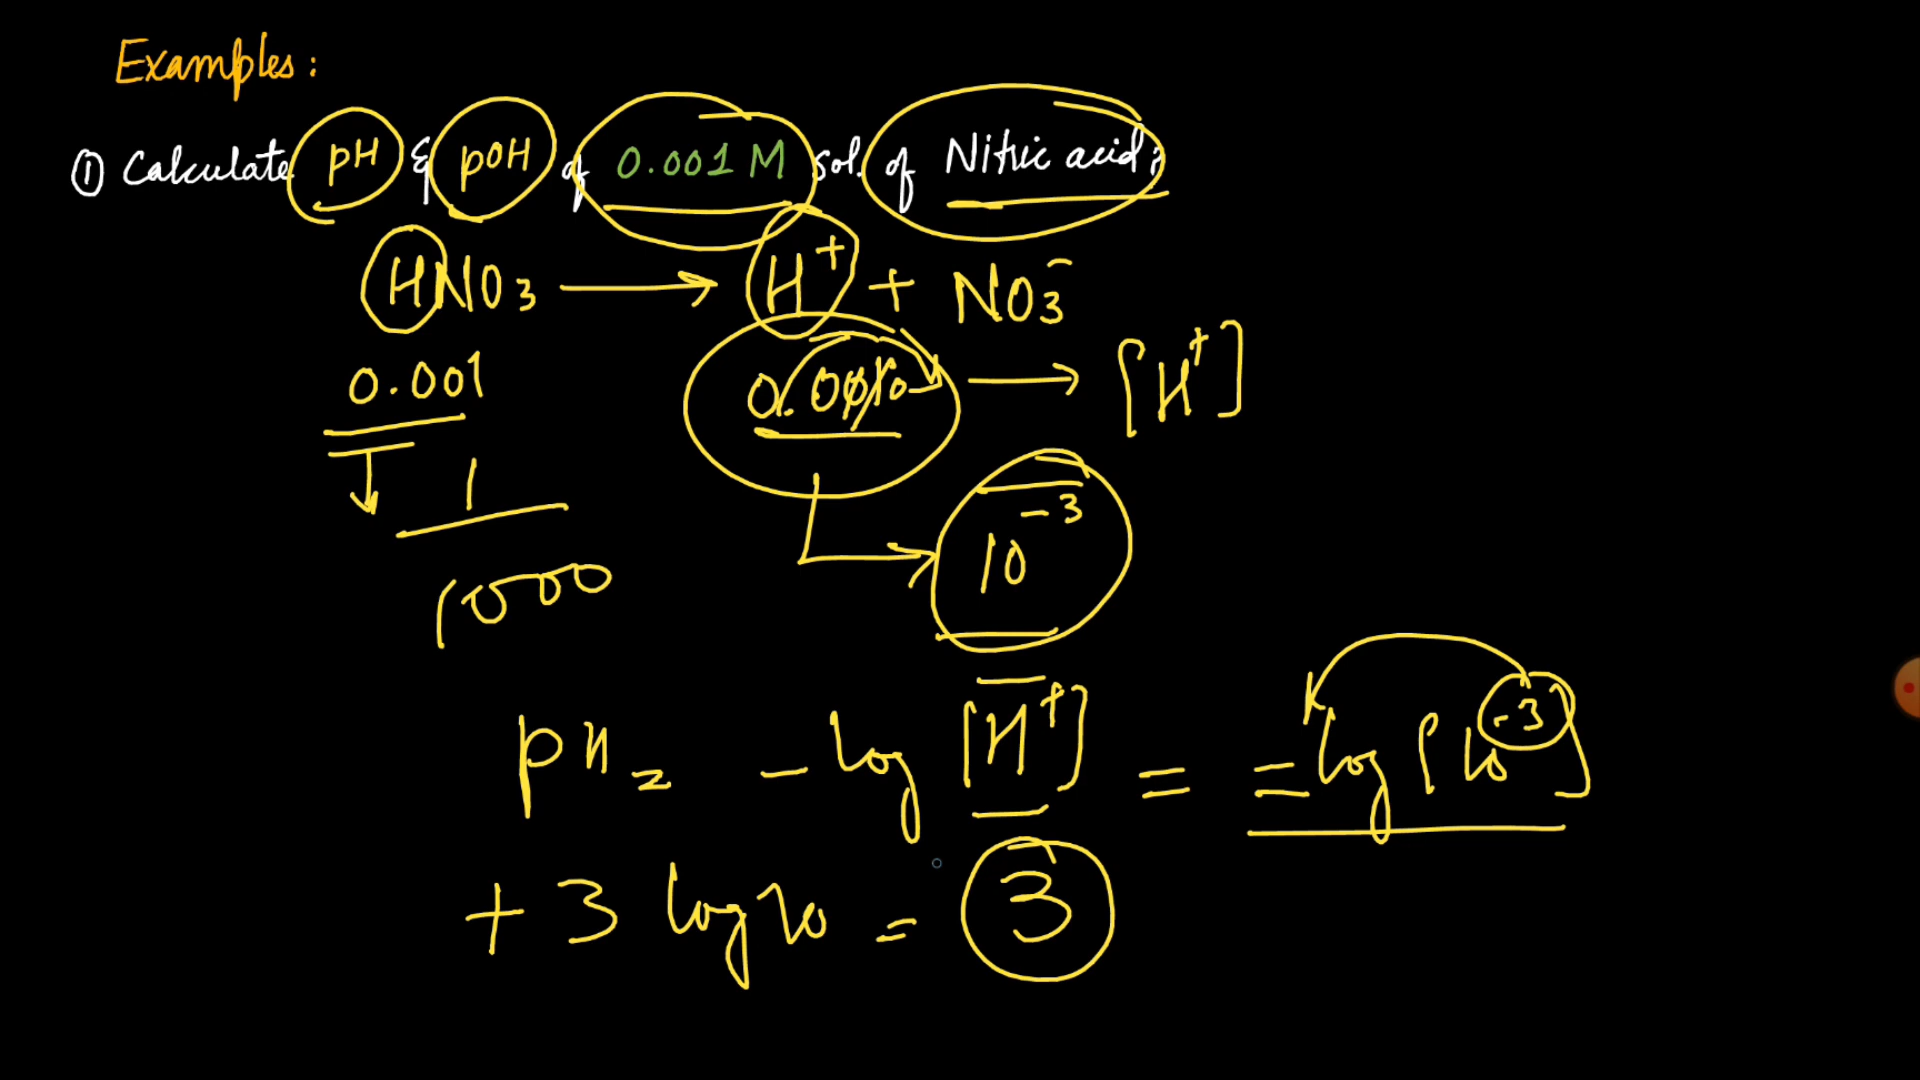 Examples:
① Calculate pH & pOH of 0.001 M sol. of Nitric acid;
HNO₃ ⟶ H⁺ + NO₃⁻
0.001
⟶ [H⁺]
1
1000
10⁻³
pH = - log [H⁺] = - log [10⁻³]
+ 3 log 10 = 3